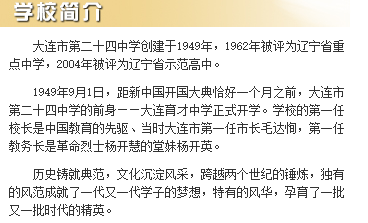 学校简介
大连市第二十四中学创建于1949年，1962年被评为辽宁省重
点中学，2004年被评为辽宁省示范高中。
1949年9月1日，距新中国开国大典恰好一个月之前，大连市
第二十四中学的前身——大连育才中学正式开学。学校的第一任
校长是中国教育的先驱、当时大连市第一任市长毛达恂，第一任
教务长是革命烈士杨开慧的堂妹杨开英。
历史铸就典范，文化沉淀风采，跨越两个世纪的锤炼，独有
的风范成就了一代又一代学子的梦想，特有的风华，孕育了一批
又一批时代的精英。